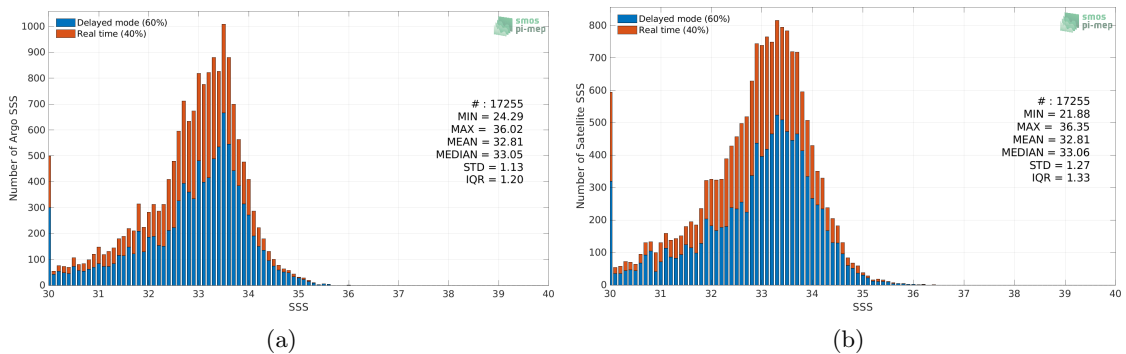 Delayed mode (60%)
Real time (40%)
smos
pi-mep
1000
900
800
700
600
500
400
300
200
100
0
Number of Argo SSS
# : 17255
MIN = 24.29
MAX = 36.02
MEAN = 32.81
MEDIAN = 33.05
STD = 1.13
IQR = 1.20
30 31 32 33 34 35 36 37 38 39 40
SSS
(a)
Delayed mode (60%)
Real time (40%)
smos
pi-mep
800
700
600
500
400
300
200
100
0
Number of Satellite SSS
# : 17255
MIN = 21.88
MAX = 36.35
MEAN = 32.81
MEDIAN = 33.06
STD = 1.27
IQR = 1.33
30 31 32 33 34 35 36 37 38 39 40
SSS
(b)